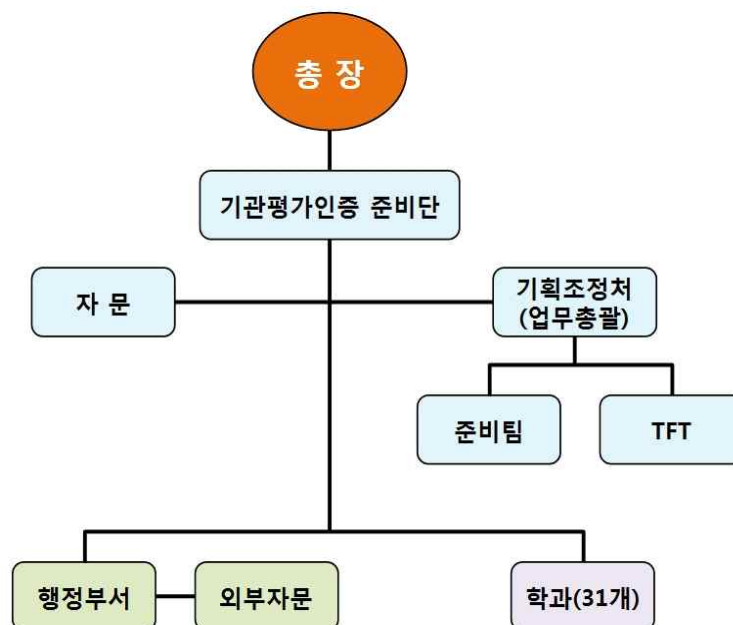 총 장
기관평가인증 준비단
자 문
기획조정처
(업무총괄)
준비팀
TFT
행정부서
외부자문
학과(31개)